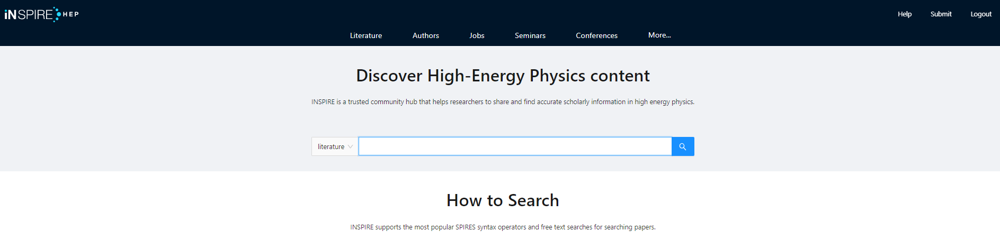 iNSPIRE HEP
Help Submit Logout
Literature Authors Jobs Seminars Conferences More...
Discover High-Energy Physics content
INSPIRE is a trusted community hub that helps researchers to share and find accurate scholarly information in high energy physics.
literature
How to Search
INSPIRE supports the most popular SPIRES syntax operators and free text searches for searching papers.